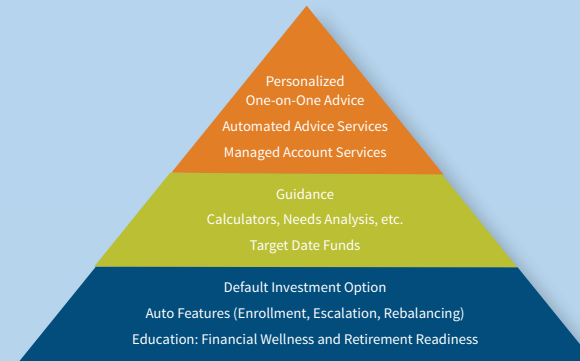 Personalized
One-on-One Advice
Automated Advice Services
Managed Account Services
Guidance
Calculators, Needs Analysis, etc.
Target Date Funds
Default Investment Option
Auto Features (Enrollment, Escalation, Rebalancing)
Education: Financial Wellness and Retirement Readiness